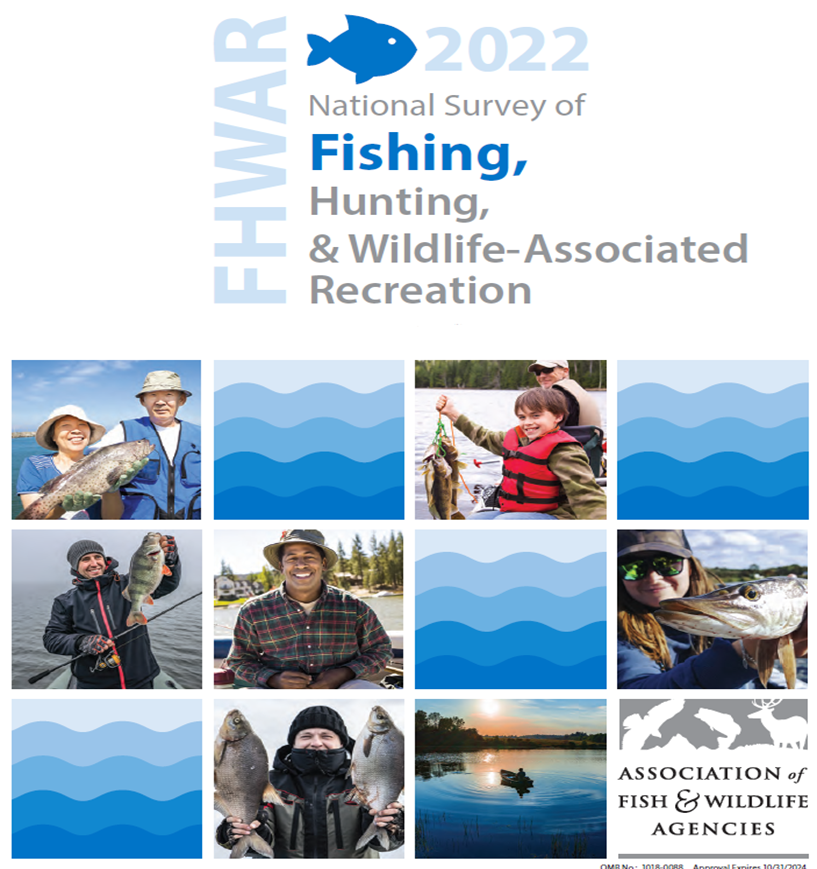 FHWAR
2022
National Survey of
Fishing,
Hunting,
& Wildlife-Associated
Recreation
ASSOCIATION of
FISH & WILDLIFE
AGENCIES
OMB No.: 1018-0088 Approval Expires 10/31/2024